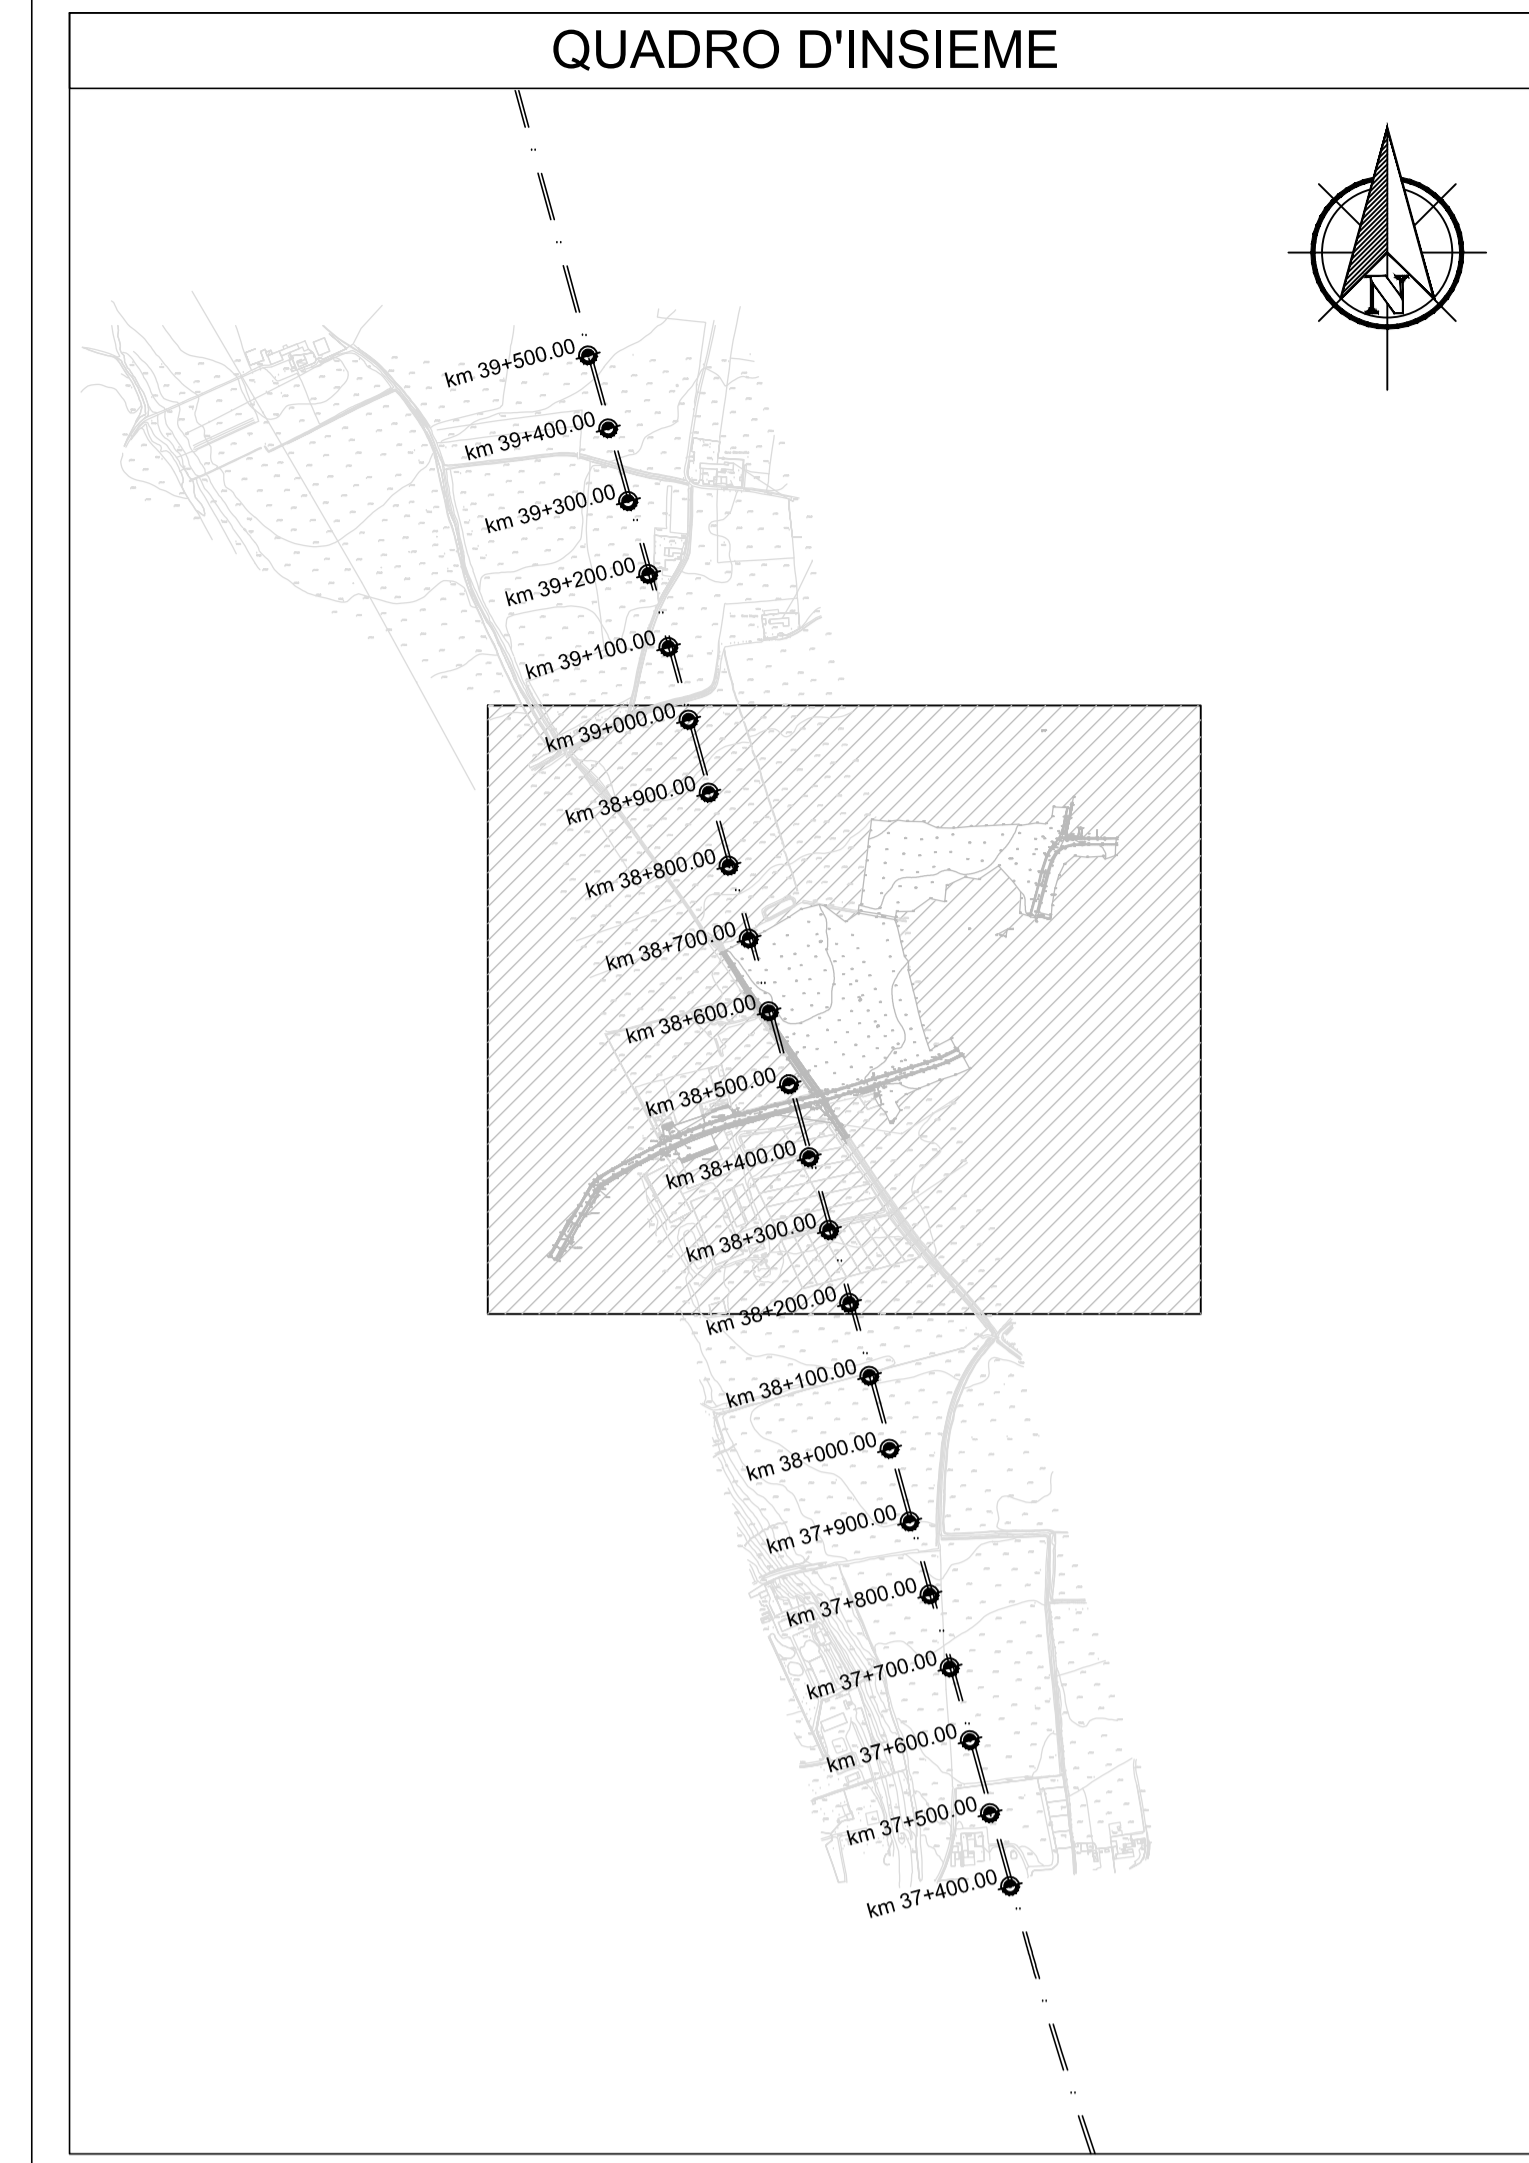 QUADRO D'INSIEME
N
km 39+500.00
km 39+400.00
km 39+300.00
km 39+200.00
km 39+100.00
km 39+000.00
km 38+900.00
km 38+800.00
km 38+700.00
km 38+600.00
km 38+500.00
km 38+400.00
km 38+300.00
km 38+200.00
km 38+100.00
km 38+000.00
km 37+900.00
km 37+800.00
km 37+700.00
km 37+600.00
km 37+500.00
km 37+400.00